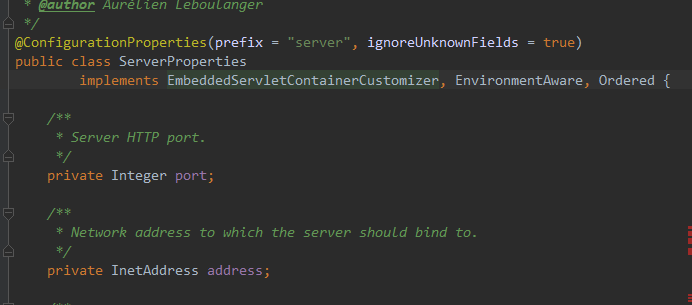 * @author Aurélien Leboulanger
*/
@ConfigurationProperties(prefix = "server", ignoreUnknownFields = true)
public class ServerProperties
implements EmbeddedServletContainerCustomizer, EnvironmentAware, Ordered {
/**
* Server HTTP port.
*/
private Integer port;
/**
* Network address to which the server should bind to.
*/
private InetAddress address;
/**